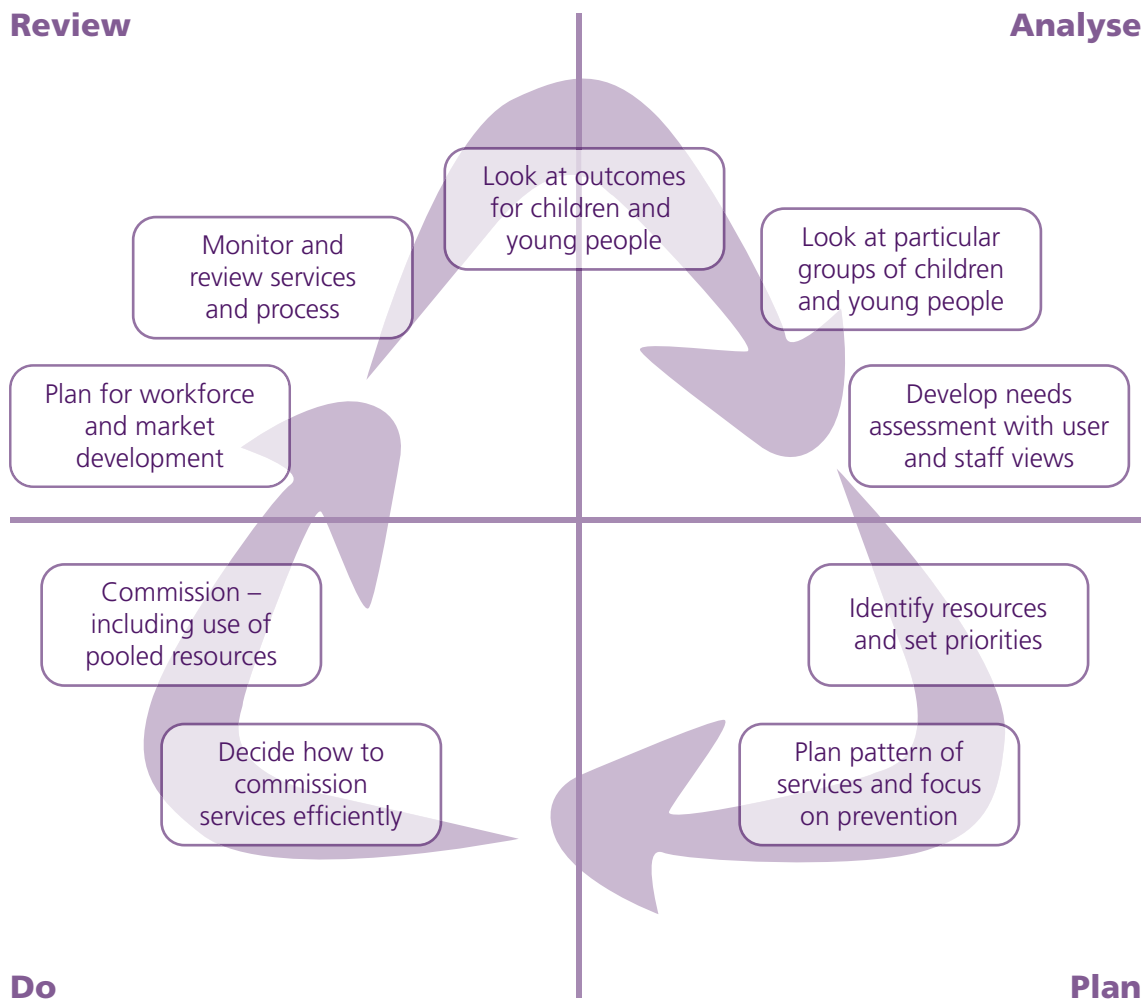 Review
Analyse
Look at outcomes
for children and
young people
Look at particular
groups of children
and young people
Develop needs
assessment with user
and staff views
Identify resources
and set priorities
Plan pattern of
services and focus
on prevention
Decide how to
commission
services efficiently
Commission –
including use of
pooled resources
Plan for workforce
and market
development
Monitor and
review services
and process
Do
Plan